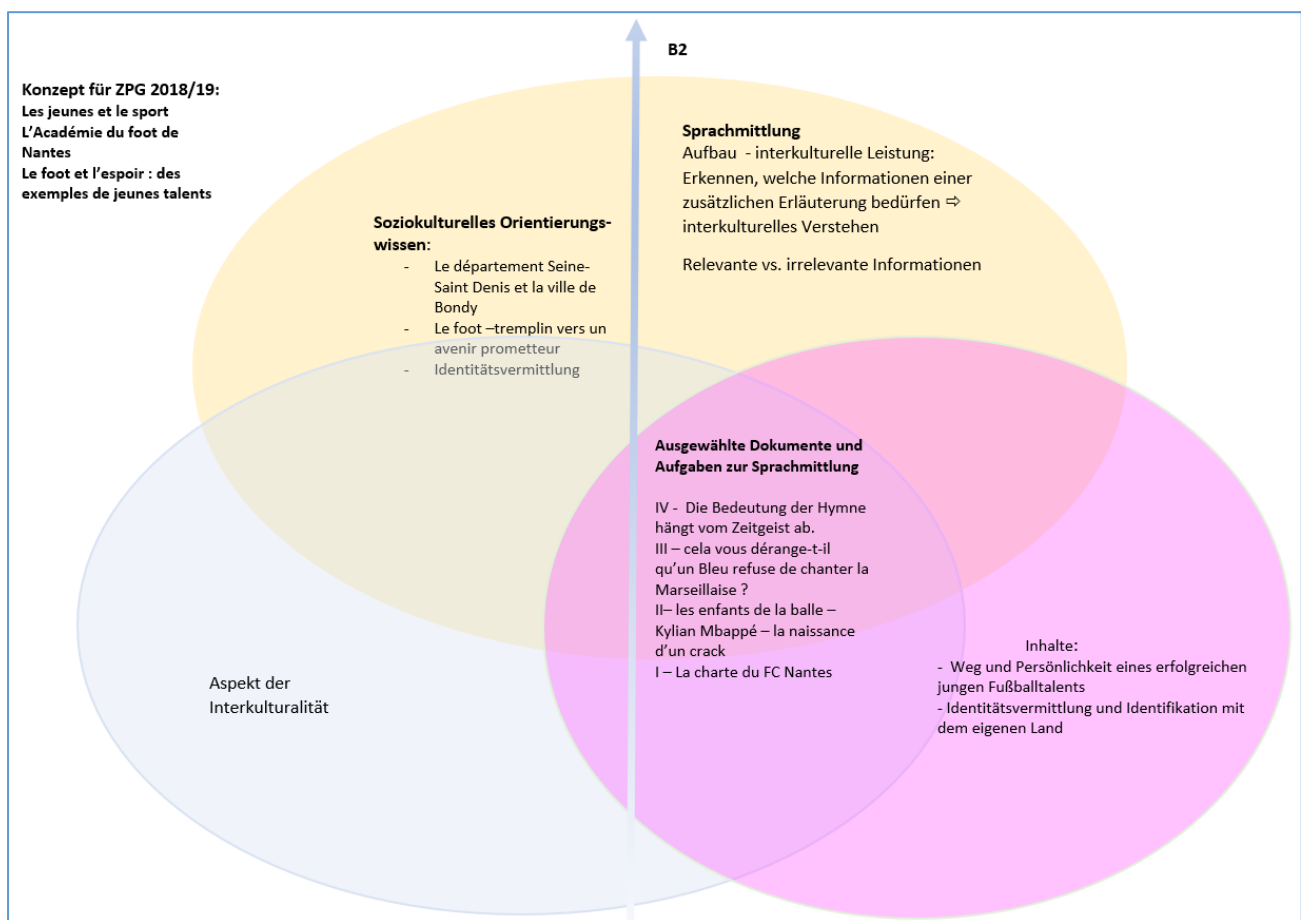 B2
Konzept für ZPG 2018/19:
Les jeunes et le sport
L’Académie du foot de
Nantes
Le foot et l’espoir : des
exemples de jeunes talents
Sprachmittlung
Aufbau - interkulturelle Leistung:
Erkennen, welche Informationen einer
zusätzlichen Erläuterung bedürfen ⇨
interkulturelles Verstehen
Relevante vs. irrelevante Informationen
Soziokulturelles Orientierungs-
wissen:
- Le département Seine-
Saint Denis et la ville de
Bondy
- Le foot –tremplin vers un
avenir prometteur
- Identitätsvermittlung
Ausgewählte Dokumente und
Aufgaben zur Sprachmittlung
IV - Die Bedeutung der Hymne
hängt vom Zeitgeist ab.
III – cela vous dérange-t-il
qu’un Bleu refuse de chanter la
Marseillaise ?
II– les enfants de la balle –
Kylian Mbappé – la naissance
d’un crack
I – La charte du FC Nantes
Aspekt der
Interkulturalität
Inhalte:
- Weg und Persönlichkeit eines erfolgreichen
jungen Fußballtalents
- Identitätsvermittlung und Identifikation mit
dem eigenen Land